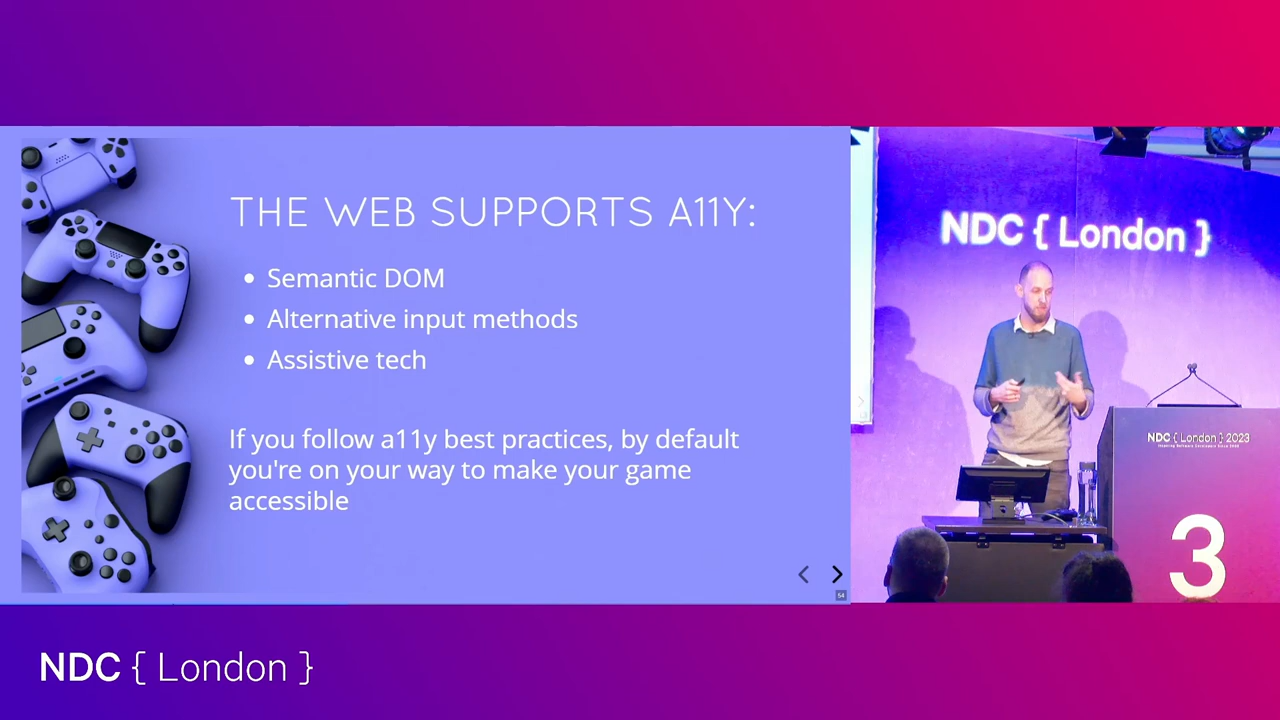 THE WEB SUPPORTS A11Y:
Semantic DOM
Alternative input methods
Assistive tech
If you follow a11y best practices, by default
you're on your way to make your game
accessible
54
NDC { London }
NDC { London } 2023
3
NDC { London }